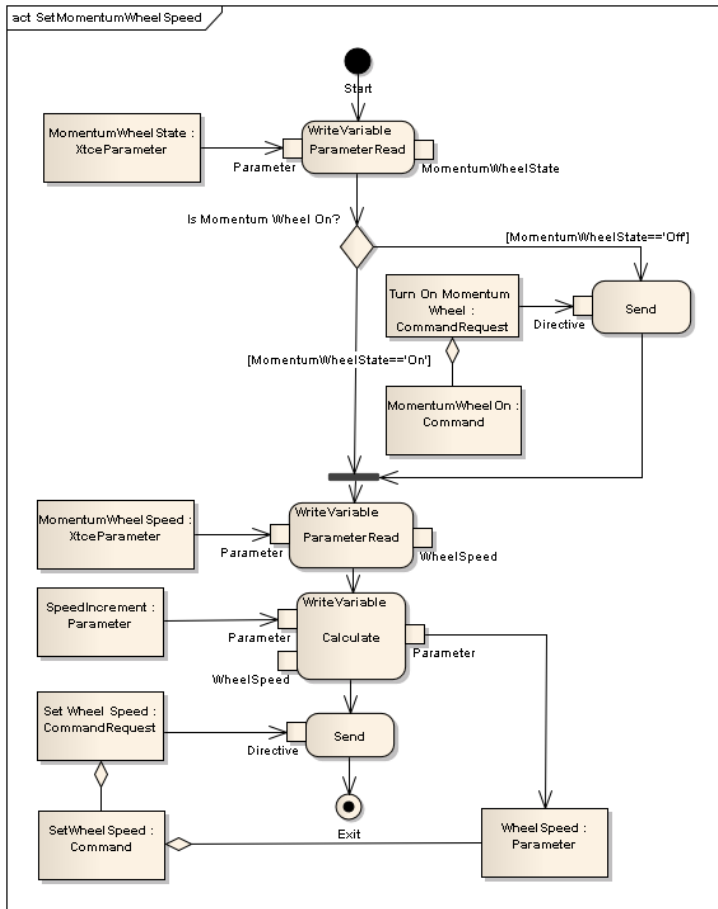 act SetMomentumWheelSpeed
Start
MomentumWheelState :
XtceParameter
WriteVariable
ParameterRead
Parameter
MomentumWheelState
Is Momentum Wheel On?
[MomentumWheelState=='Off']
Turn On Momentum
Wheel :
CommandRequest
Send
Directive
[MomentumWheelState=='On']
MomentumWheelOn :
Command
MomentumWheelSpeed :
XtceParameter
WriteVariable
ParameterRead
Parameter
WheelSpeed
SpeedIncrement :
Parameter
WriteVariable
Parameter
Calculate
Parameter
WheelSpeed
Set Wheel Speed :
CommandRequest
Send
Directive
SetWheelSpeed :
Command
Exit
WheelSpeed :
Parameter